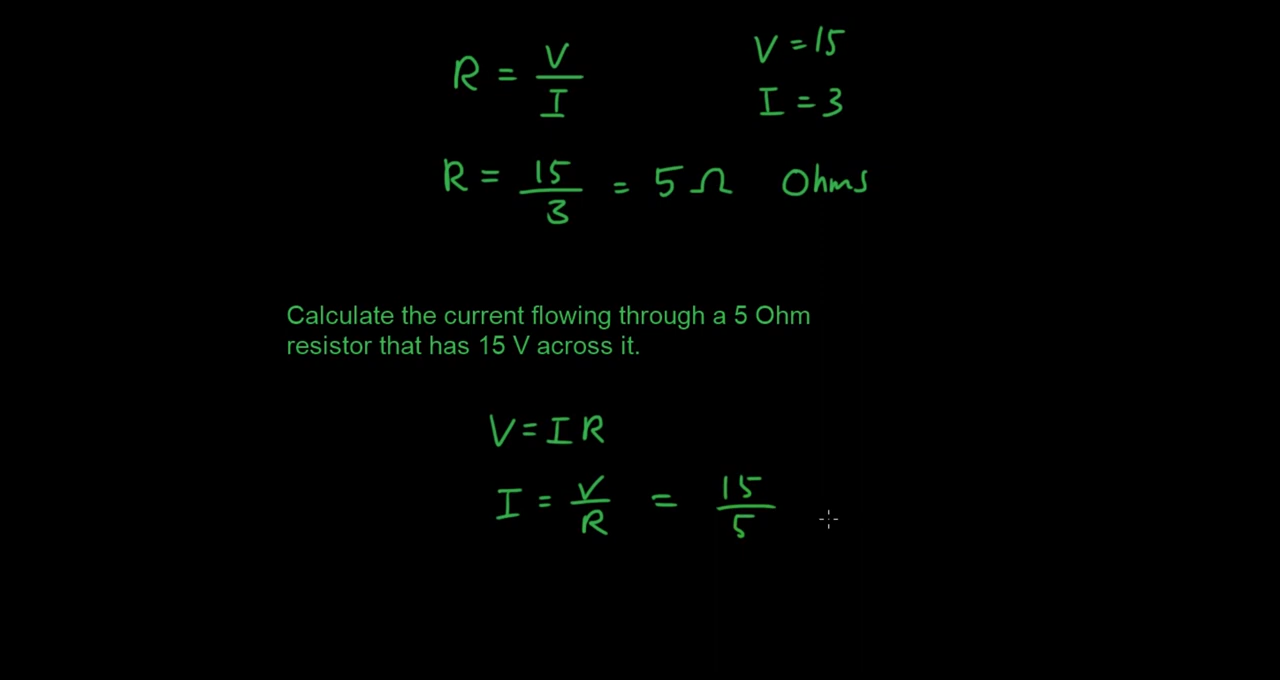 R = V/I
V = 15
I = 3
R = 15/3 = 5 Ω Ohms
Calculate the current flowing through a 5 Ohm
resistor that has 15 V across it.
V = I R
I = V/R = 15/5